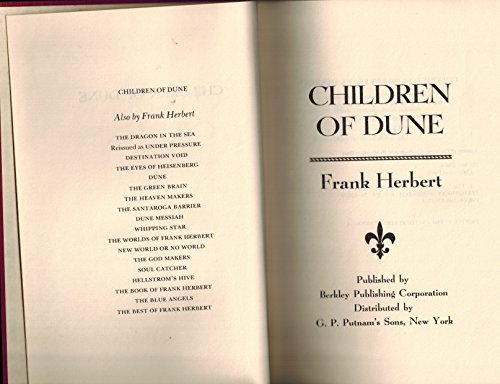 CHILDREN OF DUNE
Also by Frank Herbert
THE DRAGON IN THE SEA
Reissued as UNDER PRESSURE
DESTINATION VOID
THE EYES OF HEISENBERG
DUNE
THE GREEN BRAIN
THE HEAVEN MAKERS
THE SANTAROGA BARRIER
DUNE MESSIAH
WHIPPING STAR
THE WORLDS OF FRANK HERBERT
NEW WORLD OR NO WORLD
THE GOD MAKERS
SOUL CATCHER
HELLSTROM'S HIVE
THE BOOK OF FRANK HERBERT
THE BLUE ANGELS
THE BEST OF FRANK HERBERT
CHILDREN
OF DUNE
Frank Herbert
Published by
Berkley Publishing Corporation
Distributed by
G. P. Putnam's Sons, New York